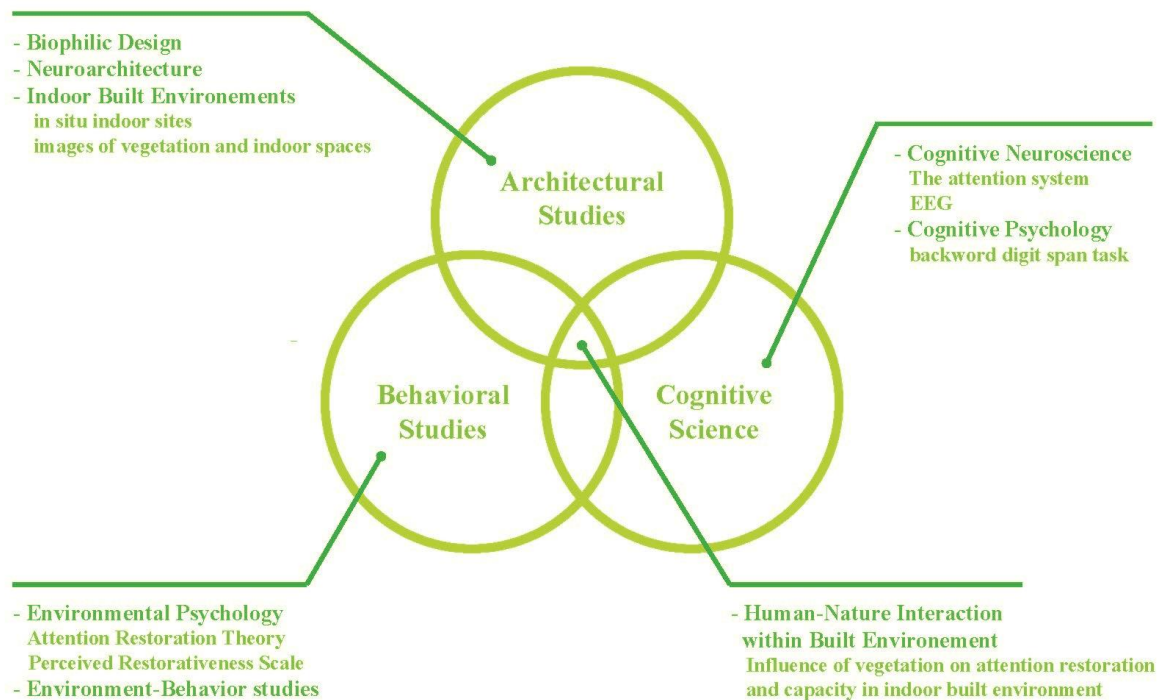 - Biophilic Design
- Neuroarchitecture
- Indoor Built Environements
in situ indoor sites
images of vegetation and indoor spaces
Architectural
Studies
- Cognitive Neuroscience
The attention system
EEG
- Cognitive Psychology
backword digit span task
Behavioral
Studies
Cognitive
Science
- Environmental Psychology
Attention Restoration Theory
Perceived Restorativeness Scale
- Environment-Behavior studies
- Human-Nature Interaction
within Built Environement
Influence of vegetation on attention restoration
and capacity in indoor built environment